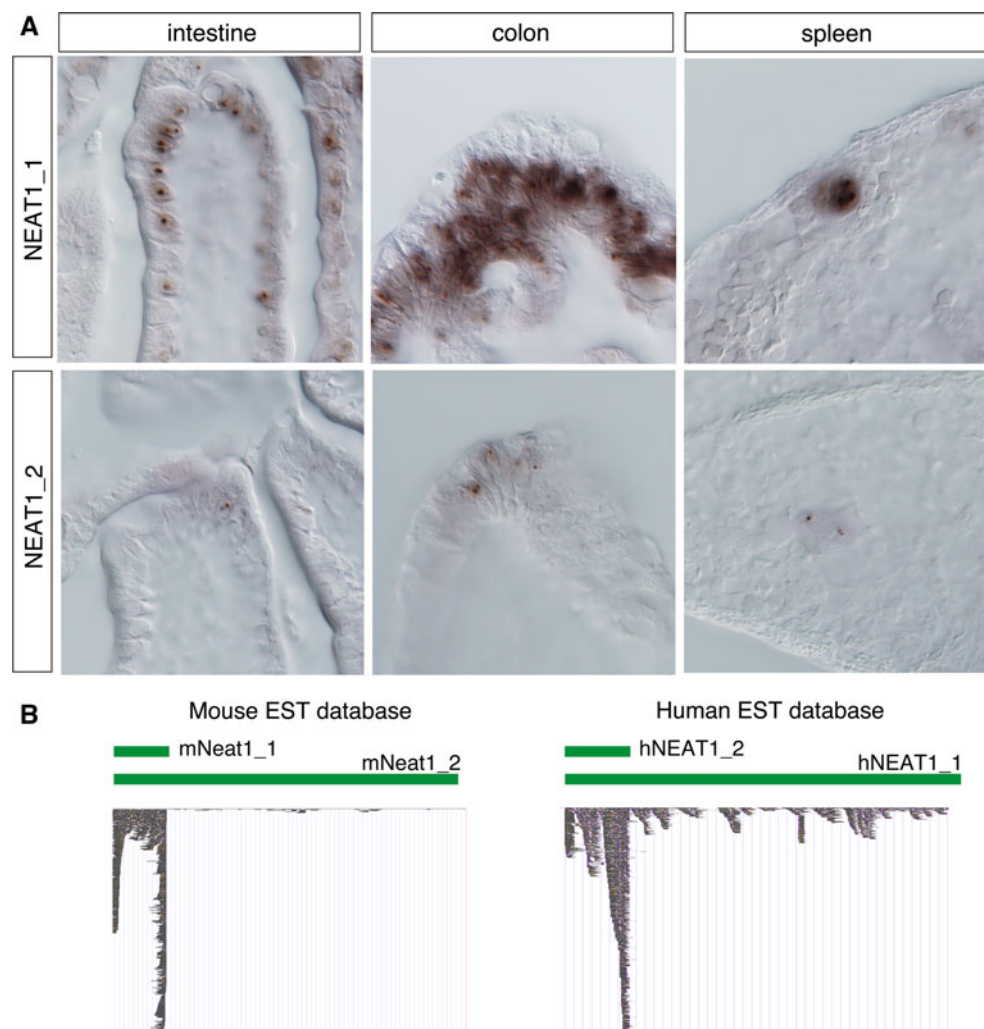 A
intestine
colon
spleen
NEAT1_1
NEAT1_2
B
Mouse EST database
mNeat1_1
mNeat1_2
Human EST database
hNEAT1_2
hNEAT1_1